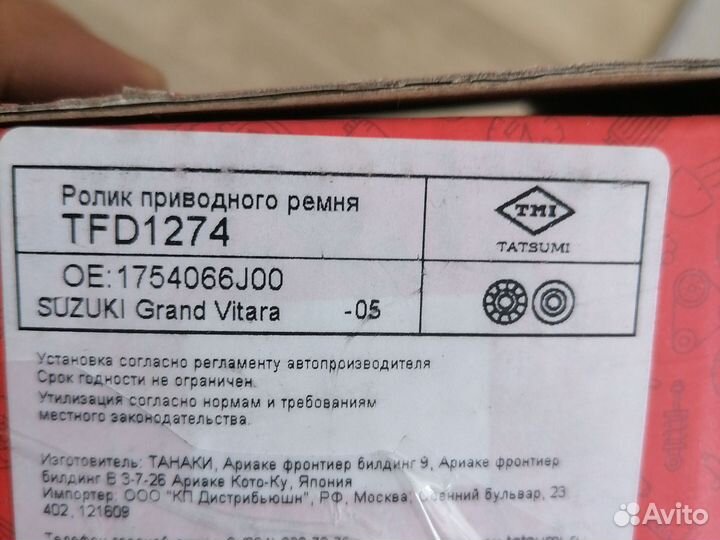 Ролик приводного ремня
TFD1274
TMI
TATSUMI
OE:1754066J00
SUZUKI Grand Vitara -05
Установка согласно регламенту автопроизводителя
Срок годности не ограничен.
Утилизация согласно нормам и требованиям
местного законодательства.
Изготовитель: ТАНАКИ, Ариаке фронтиер билдинг 9, Ариаке фронтиер
билдинг В 3-7-26 Ариаке Кото-Ку, Япония
Импортер: ООО "КП Дистрибьюшн", РФ, Москва, Осенний бульвар, 23
402, 121609
Avito